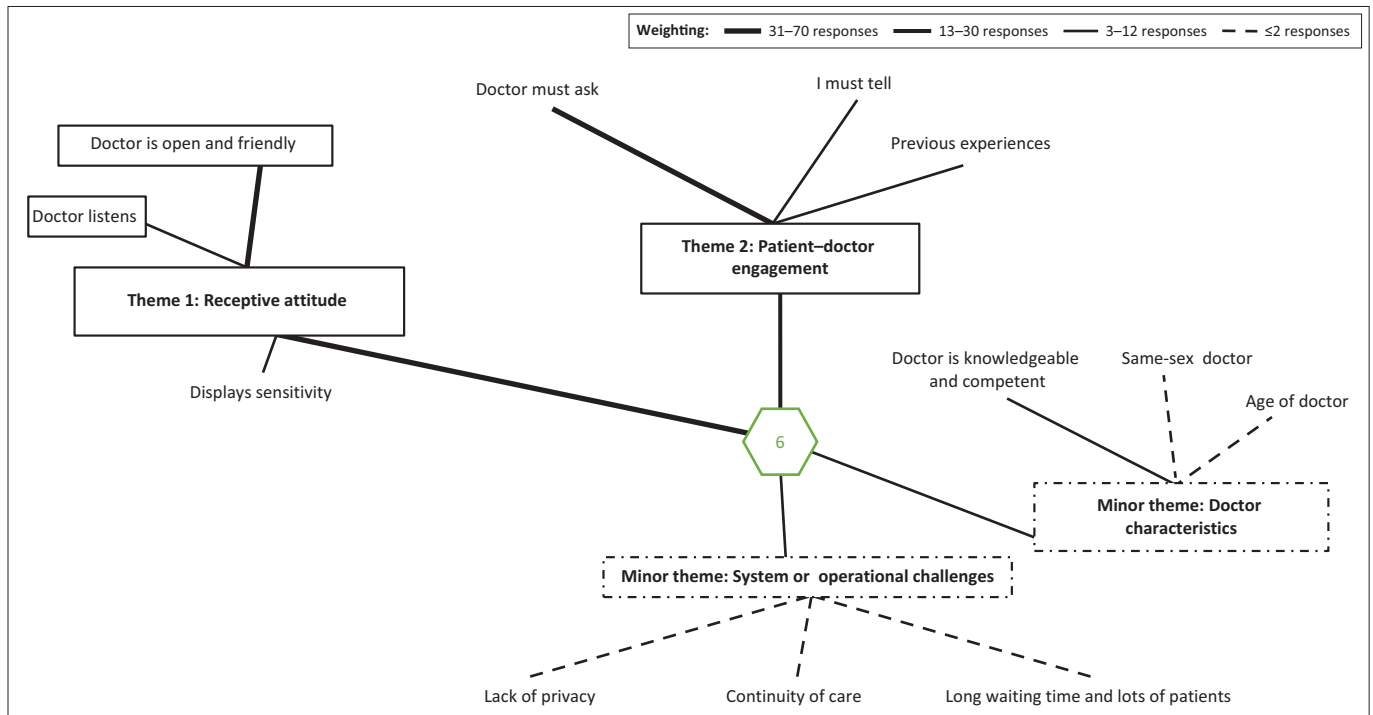 Weighting: 31–70 responses 13–30 responses 3–12 responses ≤2 responses
Doctor must ask
I must tell
Previous experiences
Doctor is open and friendly
Doctor listens
Theme 1: Receptive attitude
Displays sensitivity
Theme 2: Patient–doctor
engagement
Doctor is knowledgeable
and competent
Same-sex doctor
Age of doctor
6
Minor theme: Doctor
characteristics
Minor theme: System or operational challenges
Lack of privacy
Continuity of care
Long waiting time and lots of patients